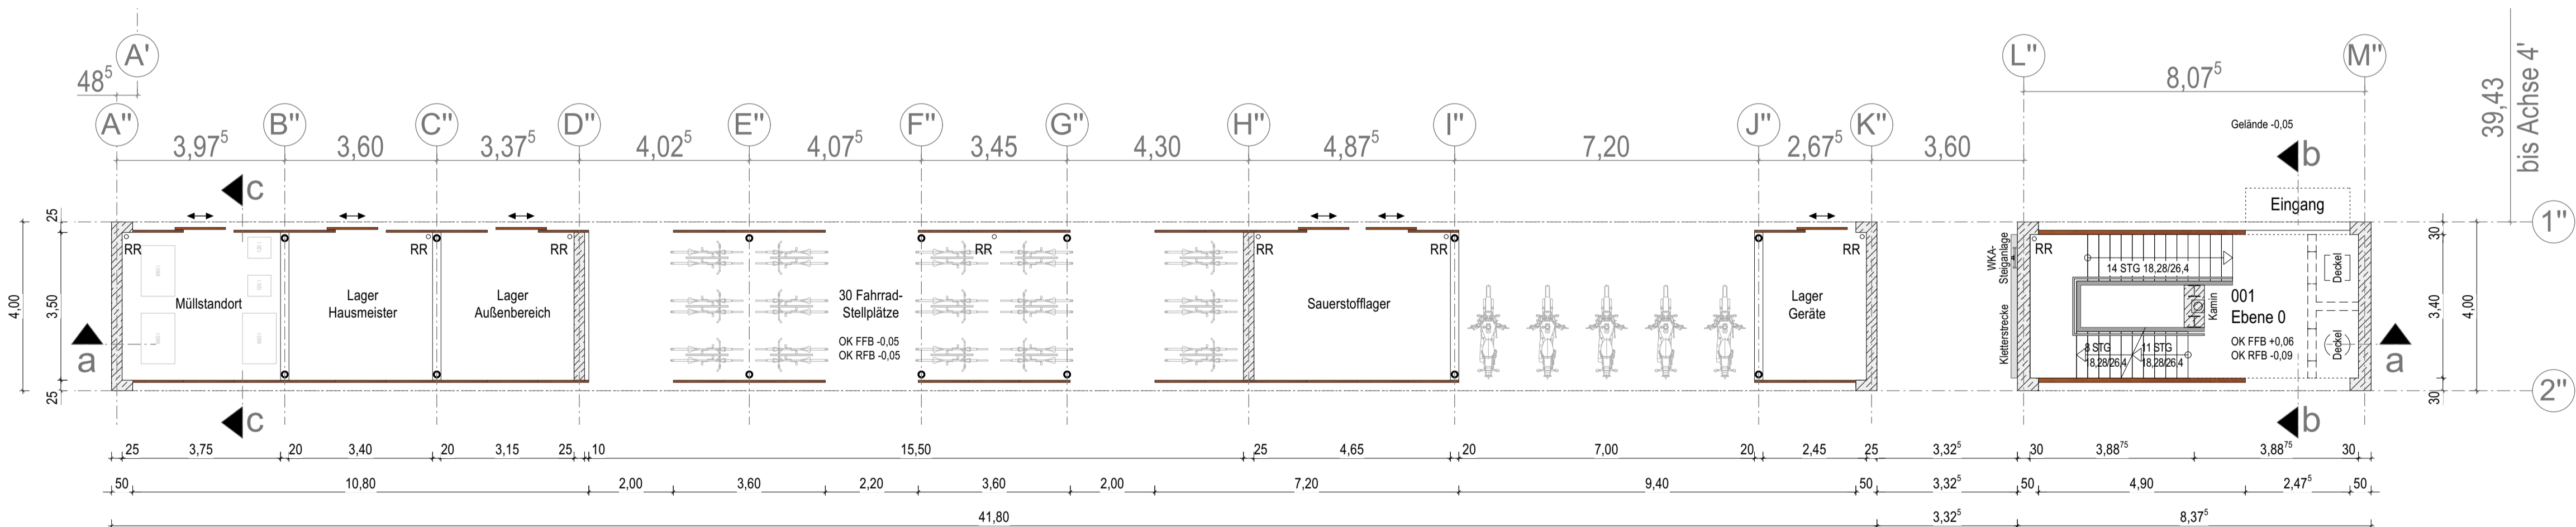 A'
48⁵
A"
B"
C"
D"
E"
F"
G"
H"
I"
J"
K"
L"
M"
3,97⁵
3,60
3,37⁵
4,02⁵
4,07⁵
3,45
4,30
4,87⁵
7,20
2,67⁵
3,60
8,07⁵
39,43
bis Achse 4'
Gelände -0,05
c
b
25
3,50
25
4,00
a
RR
Müllstandort
RR
Lager
Hausmeister
RR
Lager
Außenbereich
30 Fahrrad-
Stellplätze
OK FFB -0,05
OK RFB -0,05
RR
RR
Sauerstofflager
RR
Lager
Geräte
WKA-
Steiganlage
Kletterstrecke
RR
14 STG 18,28/26,4
8 STG
18,28/26,4
11 STG
18,28/26,4
Kamin
001
Ebene 0
OK FFB +0,06
OK RFB -0,09
Eingang
Deckel
Deckel
30
3,40
30
4,00
1"
2"
a
c
b
25
3,75
20
3,40
20
3,15
25
10
15,50
25
4,65
20
7,00
20
2,45
25
3,32⁵
30
3,88⁷⁵
3,88⁷⁵
30
50
10,80
2,00
3,60
2,20
3,60
2,00
7,20
9,40
50
3,32⁵
50
4,90
2,47⁵
50
41,80
3,32⁵
8,37⁵